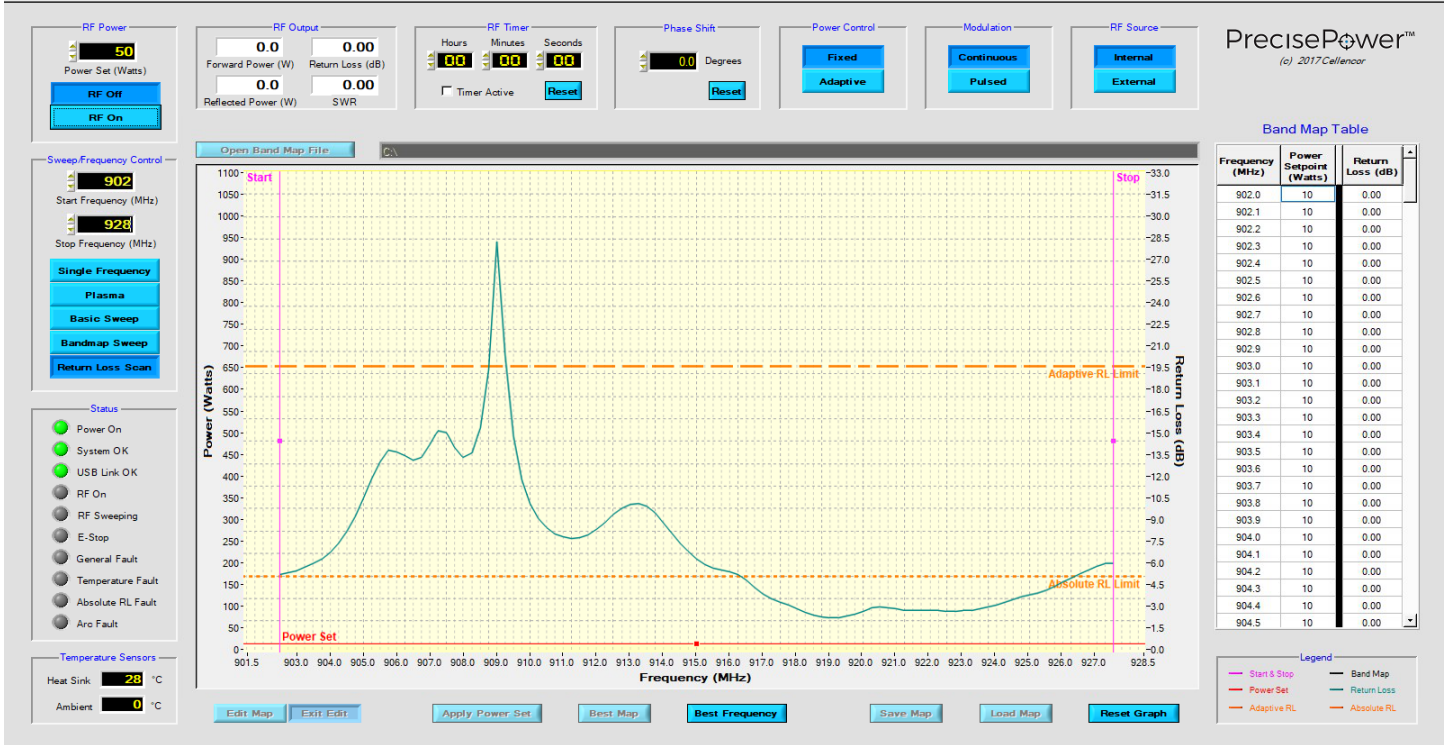 RF Power
50
Power Set (Watts)
RF Off
RF On
RF Output
0.0 0.00
Forward Power (W) Return Loss (dB)
0.0 0.00
Reflected Power (W) SWR
RF Timer
Hours Minutes Seconds
00 00 00
Timer Active Reset
Phase Shift
0.0 Degrees
Reset
Power Control
Fixed
Adaptive
Modulation
Continuous
Pulsed
RF Source
Internal
External
PrecisePower™
(c) 2017 Cellencor
Sweep/Frequency Control
902
Start Frequency (MHz)
928
Stop Frequency (MHz)
Single Frequency
Plasma
Basic Sweep
Bandmap Sweep
Return Loss Scan
Status
Power On
System OK
USB Link OK
RF On
RF Sweeping
E-Stop
General Fault
Temperature Fault
Absolute RL Fault
Arc Fault
Temperature Sensors
Heat Sink 28 °C
Ambient 0 °C
Open Band Map File C:\
Start Stop
Power (Watts)
1100
1050
1000
950
900
850
800
750
700
650
600
550
500
450
400
350
300
250
200
150
100
50
0
Adaptive RL Limit
Absolute RL Limit
Power Set
33.0
31.5
30.0
28.5
27.0
25.5
24.0
22.5
21.0
19.5
18.0
16.5
15.0
13.5
12.0
10.5
9.0
7.5
6.0
4.5
3.0
1.5
0.0
Return Loss (dB)
901.5 903.0 904.0 905.0 906.0 907.0 908.0 909.0 910.0 911.0 912.0 913.0 914.0 915.0 916.0 917.0 918.0 919.0 920.0 921.0 922.0 923.0 924.0 925.0 926.0 927.0 928.5
Frequency (MHz)
Edit Map Exit Edit Apply Power Set Best Map Best Frequency Save Map Load Map Reset Graph
Band Map Table
Frequency (MHz) Power Setpoint (Watts) Return Loss (dB)
902.0 10 0.00
902.1 10 0.00
902.2 10 0.00
902.3 10 0.00
902.4 10 0.00
902.5 10 0.00
902.6 10 0.00
902.7 10 0.00
902.8 10 0.00
902.9 10 0.00
903.0 10 0.00
903.1 10 0.00
903.2 10 0.00
903.3 10 0.00
903.4 10 0.00
903.5 10 0.00
903.6 10 0.00
903.7 10 0.00
903.8 10 0.00
903.9 10 0.00
904.0 10 0.00
904.1 10 0.00
904.2 10 0.00
904.3 10 0.00
904.4 10 0.00
904.5 10 0.00
Legend
Start & Stop Band Map
Power Set Return Loss
Adaptive RL Absolute RL